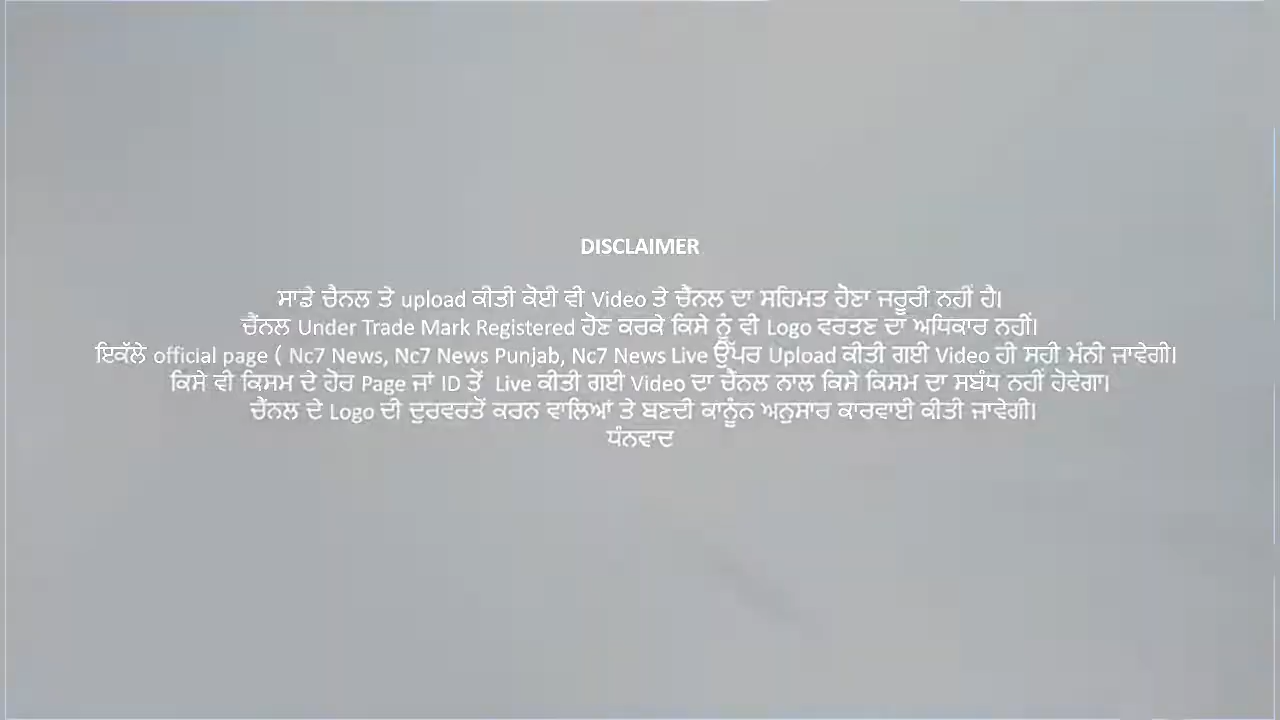 DISCLAIMER
ਸਾਡੇ ਚੈਨਲ ਤੇ upload ਕੀਤੀ ਕੋਈ ਵੀ Video ਤੇ ਚੈੱਨਲ ਦਾ ਸਹਿਮਤ ਹੋਣਾ ਜਰੂਰੀ ਨਹੀਂ ਹੈ।
ਚੈੱਨਲ Under Trade Mark Registered ਹੋਣ ਕਰਕੇ ਕਿਸੇ ਨੂੰ ਵੀ Logo ਵਰਤਣ ਦਾ ਅਧਿਕਾਰ ਨਹੀਂ।
ਇਕੱਲੇ official page ( Nc7 News, Nc7 News Punjab, Nc7 News Live ਉੱਪਰ Upload ਕੀਤੀ ਗਈ Video ਹੀ ਸਹੀ ਮੰਨੀ ਜਾਵੇਗੀ।
ਕਿਸੇ ਵੀ ਕਿਸਮ ਦੇ ਹੋਰ Page ਜਾਂ ID ਤੋਂ Live ਕੀਤੀ ਗਈ Video ਦਾ ਚੈੱਨਲ ਨਾਲ ਕਿਸੇ ਕਿਸਮ ਦਾ ਸਬੰਧ ਨਹੀਂ ਹੋਵੇਗਾ।
ਚੈੱਨਲ ਦੇ Logo ਦੀ ਦੁਰਵਰਤੋਂ ਕਰਨ ਵਾਲਿਆਂ ਤੇ ਬਣਦੀ ਕਾਨੂੰਨ ਅਨੁਸਾਰ ਕਾਰਵਾਈ ਕੀਤੀ ਜਾਵੇਗੀ।
ਧੰਨਵਾਦ